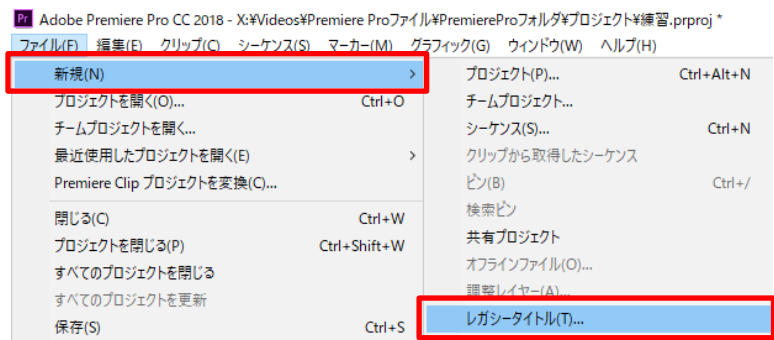 Pr Adobe Premiere Pro CC 2018 - X:¥Videos¥Premiere Proファイル¥PremiereProフォルダ¥プロジェクト¥練習.prproj *
ファイル(F) 編集(E) クリップ(C) シーケンス(S) マーカー(M) グラフィック(G) ウィンドウ(W) ヘルプ(H)
新規(N) >
プロジェクトを開く(O)... Ctrl+O
チームプロジェクトを開く...
最近使用したプロジェクトを開く(E) >
Premiere Clip プロジェクトを変換(C)...
閉じる(C) Ctrl+W
プロジェクトを閉じる(P) Ctrl+Shift+W
すべてのプロジェクトを閉じる
すべてのプロジェクトを更新
保存(S) Ctrl+S
プロジェクト(P)... Ctrl+Alt+N
チームプロジェクト...
シーケンス(S)... Ctrl+N
クリップから取得したシーケンス
ビン(B) Ctrl+/
検索ビン
共有プロジェクト
オフラインファイル(O)...
調整レイヤー(A)...
レガシータイトル(T)...